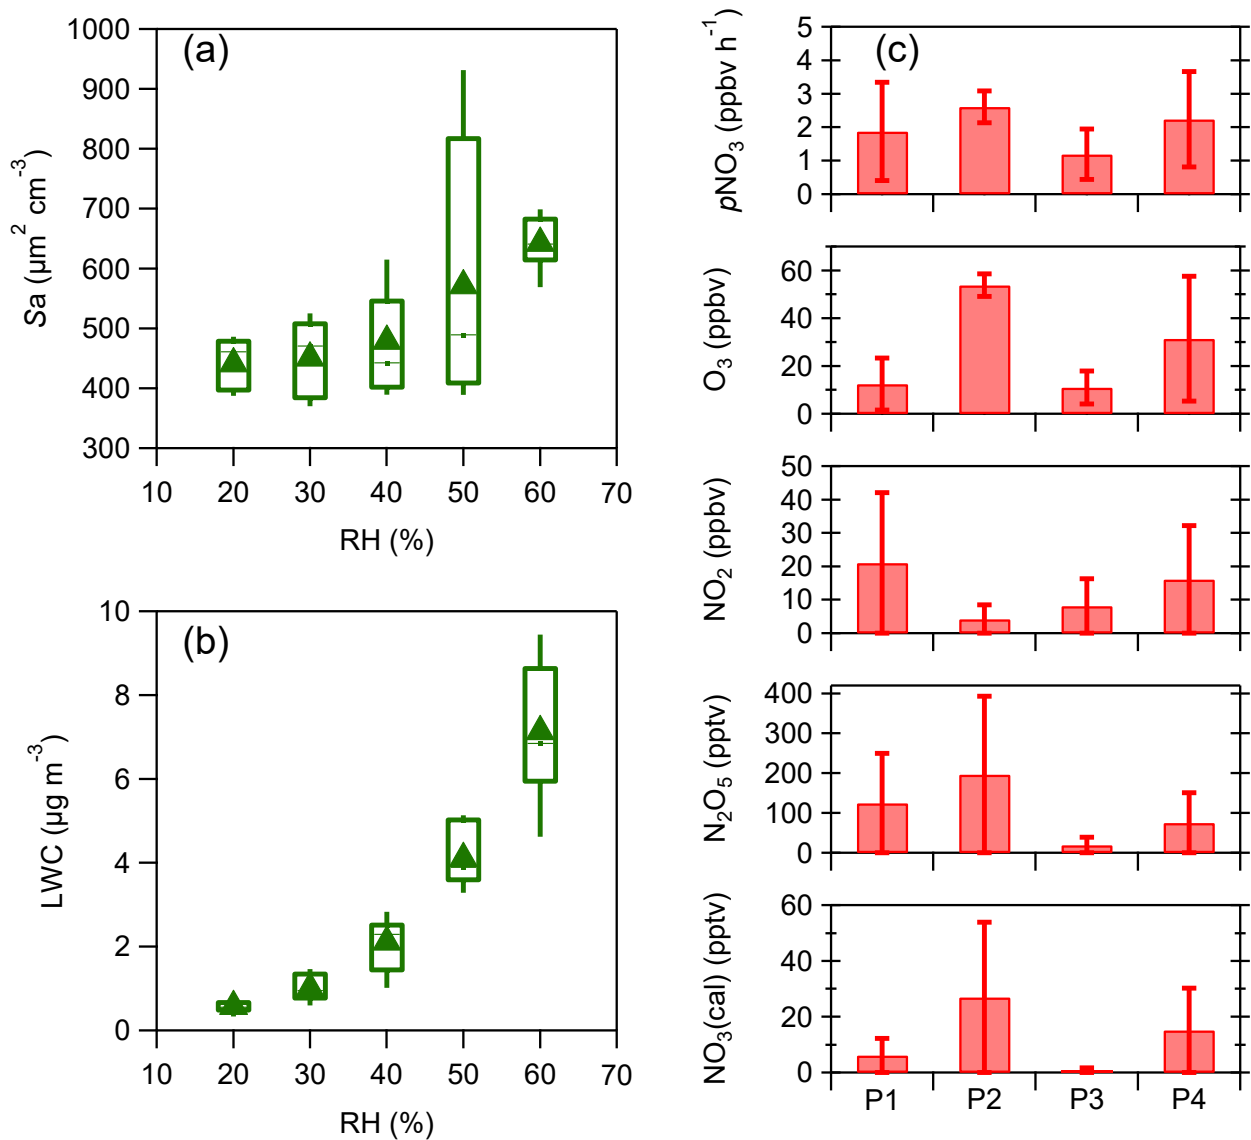 (a)
1000
900
800
700
600
500
400
300
Sa (µm² cm⁻³)
10 20 30 40 50 60 70
RH (%)
(b)
10
8
6
4
2
0
LWC (µg m⁻³)
10 20 30 40 50 60 70
RH (%)
(c)
5
4
3
2
1
0
pNO₃ (ppbv h⁻¹)
60
40
20
0
O₃ (ppbv)
50
40
30
20
10
0
NO₂ (ppbv)
400
300
200
100
0
N₂O₅ (pptv)
60
40
20
0
NO₃(cal) (pptv)
P1 P2 P3 P4